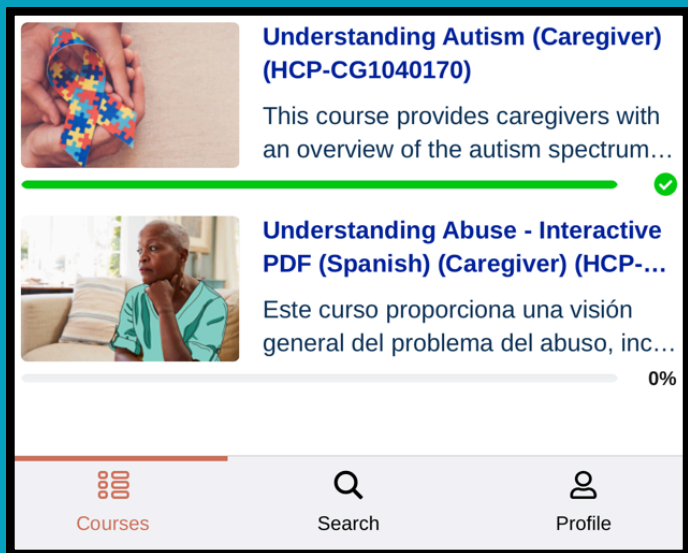 Understanding Autism (Caregiver)
(HCP-CG1040170)
This course provides caregivers with
an overview of the autism spectrum…
Understanding Abuse - Interactive
PDF (Spanish) (Caregiver) (HCP-…
Este curso proporciona una visión
general del problema del abuso, inc…
0%
Courses
Search
Profile